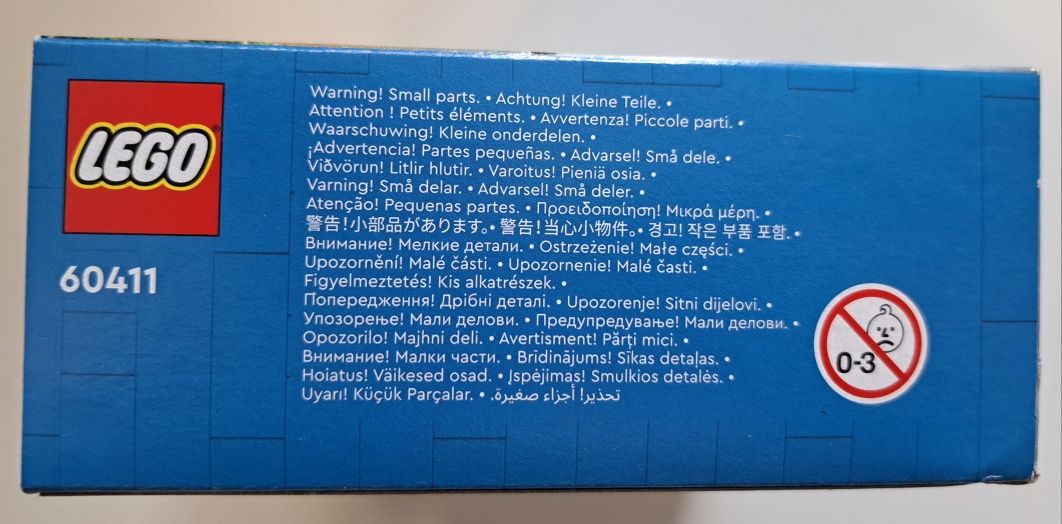 LEGO®
60411
Warning! Small parts. • Achtung! Kleine Teile. •
Attention ! Petits éléments. • Avvertenza! Piccole parti. •
Waarschuwing! Kleine onderdelen. •
¡Advertencia! Partes pequeñas. • Advarsel! Små dele. •
Viðvörun! Litlir hlutir. • Varoitus! Pieniä osia. •
Varning! Små delar. • Advarsel! Små deler. •
Atenção! Pequenas partes. • Προειδοποίηση! Μικρά μέρη. •
警告!小部品があります。• 警告!当心小物件。• 경고! 작은 부품 포함. •
Внимание! Мелкие детали. • Ostrzeżenie! Małe części. •
Upozornění! Malé části. • Upozornenie! Malé časti. •
Figyelmeztetés! Kis alkatrészek. •
Попередження! Дрібні деталі. • Upozorenje! Sitni dijelovi. •
Упозорење! Мали делови. • Предупредување! Мали делови. •
Opozorilo! Majhni deli. • Avertisment! Părți mici. •
Внимание! Малки части. • Brīdinājums! Sīkas detaļas. •
Hoiatus! Väikesed osad. • Įspėjimas! Smulkios detalės. •
Uyarı! Küçük Parçalar. • تحذير! أجزاء صغيرة.
0-3